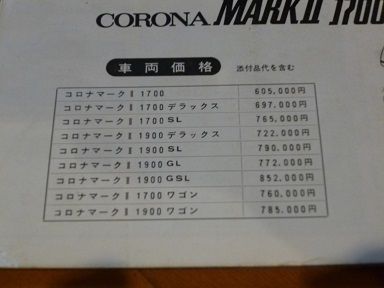 CORONA MARKⅡ 1700
車両価格 添付品代を含む
コロナマークⅡ 1700 605,000円
コロナマークⅡ 1700 デラックス 697,000円
コロナマークⅡ 1700 SL 765,000円
コロナマークⅡ 1900 デラックス 722,000円
コロナマークⅡ 1900 SL 790,000円
コロナマークⅡ 1900 GL 772,000円
コロナマークⅡ 1900 GSL 852,000円
コロナマークⅡ 1700 ワゴン 760,000円
コロナマークⅡ 1900 ワゴン 785,000円